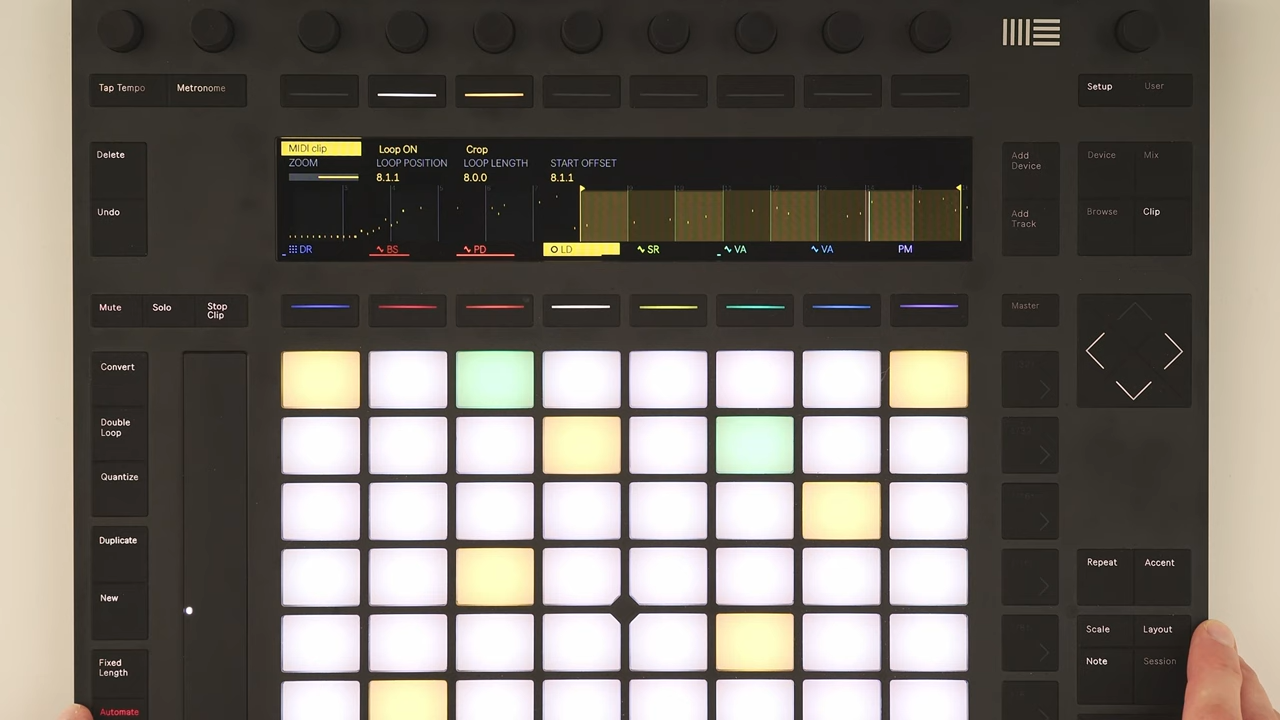 Tap Tempo Metronome
Setup User
Delete
MIDI clip Loop ON Crop
ZOOM LOOP POSITION LOOP LENGTH START OFFSET
8.1.1 8.0.0 8.1.1
Add
Device
Device Mix
Undo
Add
Track
Browse Clip
DR BS PD LD SR VA VA PM
Mute Solo Stop
Clip
Master
Convert
Double
Loop
Quantize
Duplicate
Repeat Accent
New
Scale Layout
Fixed
Length
Note Session
Automate